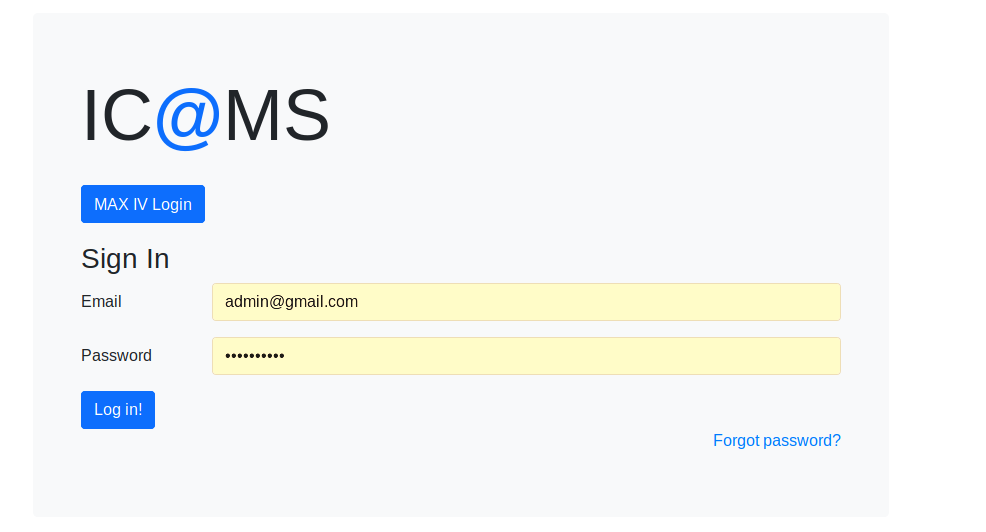 IC@MS
MAX IV Login
Sign In
Email admin@gmail.com
Password ••••••••••
Log in!
Forgot password?